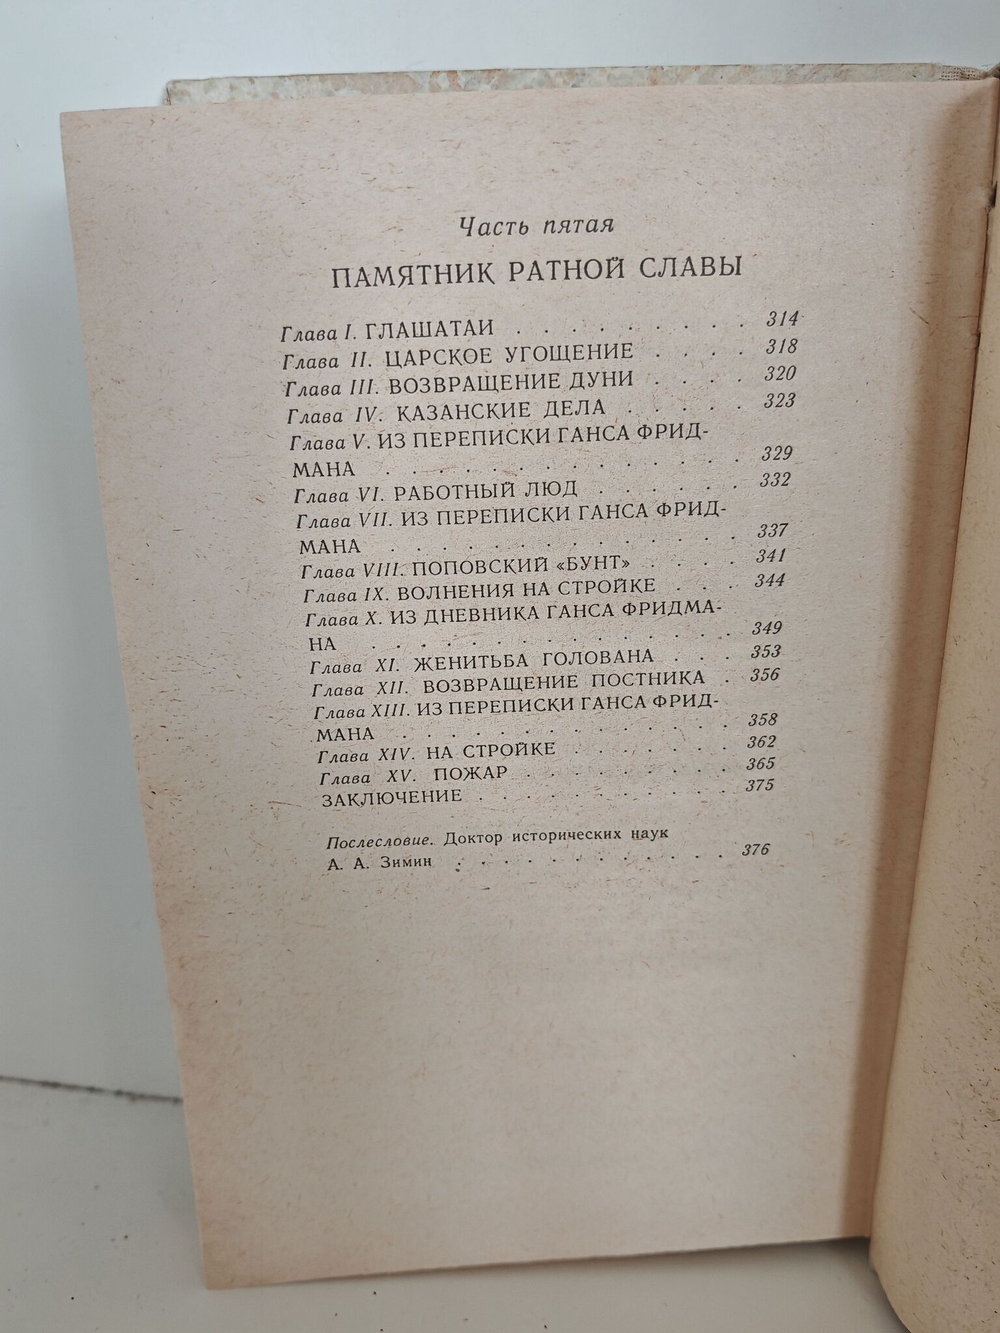 Часть пятая
ПАМЯТНИК РАТНОЙ СЛАВЫ
Глава I. ГЛАШАТАИ . . . . . . . . . 314
Глава II. ЦАРСКОЕ УГОЩЕНИЕ . . . . 318
Глава III. ВОЗВРАЩЕНИЕ ДУНИ . . . . 320
Глава IV. КАЗАНСКИЕ ДЕЛА . . . . . 323
Глава V. ИЗ ПЕРЕПИСКИ ГАНСА ФРИД-
МАНА . . . . . . . . . . . . . 329
Глава VI. РАБОТНЫЙ ЛЮД . . . . . . 332
Глава VII. ИЗ ПЕРЕПИСКИ ГАНСА ФРИД-
МАНА . . . . . . . . . . . . . 337
Глава VIII. ПОПОВСКИЙ «БУНТ» . . . . 341
Глава IX. ВОЛНЕНИЯ НА СТРОЙКЕ . . . 344
Глава X. ИЗ ДНЕВНИКА ГАНСА ФРИДМА-
НА . . . . . . . . . . . . . . 349
Глава XI. ЖЕНИТЬБА ГОЛОВАНА . . . 353
Глава XII. ВОЗВРАЩЕНИЕ ПОСТНИКА . 356
Глава XIII. ИЗ ПЕРЕПИСКИ ГАНСА ФРИД-
МАНА . . . . . . . . . . . . . 358
Глава XIV. НА СТРОЙКЕ . . . . . . . 362
Глава XV. ПОЖАР . . . . . . . . . 365
ЗАКЛЮЧЕНИЕ . . . . . . . . . . . 375
Послесловие. Доктор исторических наук
А. А. Зимин . . . . . . . . . . . . 376